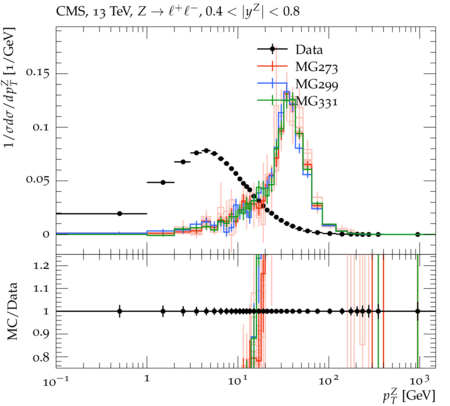 CMS, 13 TeV, Z → ℓ⁺ℓ⁻, 0.4 < |y^Z| < 0.8
1/σdσ/dp_T^Z [1/GeV]
Data
MG273
MG299
MG331
0.15
0.1
0.05
0
MC/Data
1.2
1.1
1
0.9
0.8
10⁻¹ 1 10¹ 10² 10³
p_T^Z [GeV]